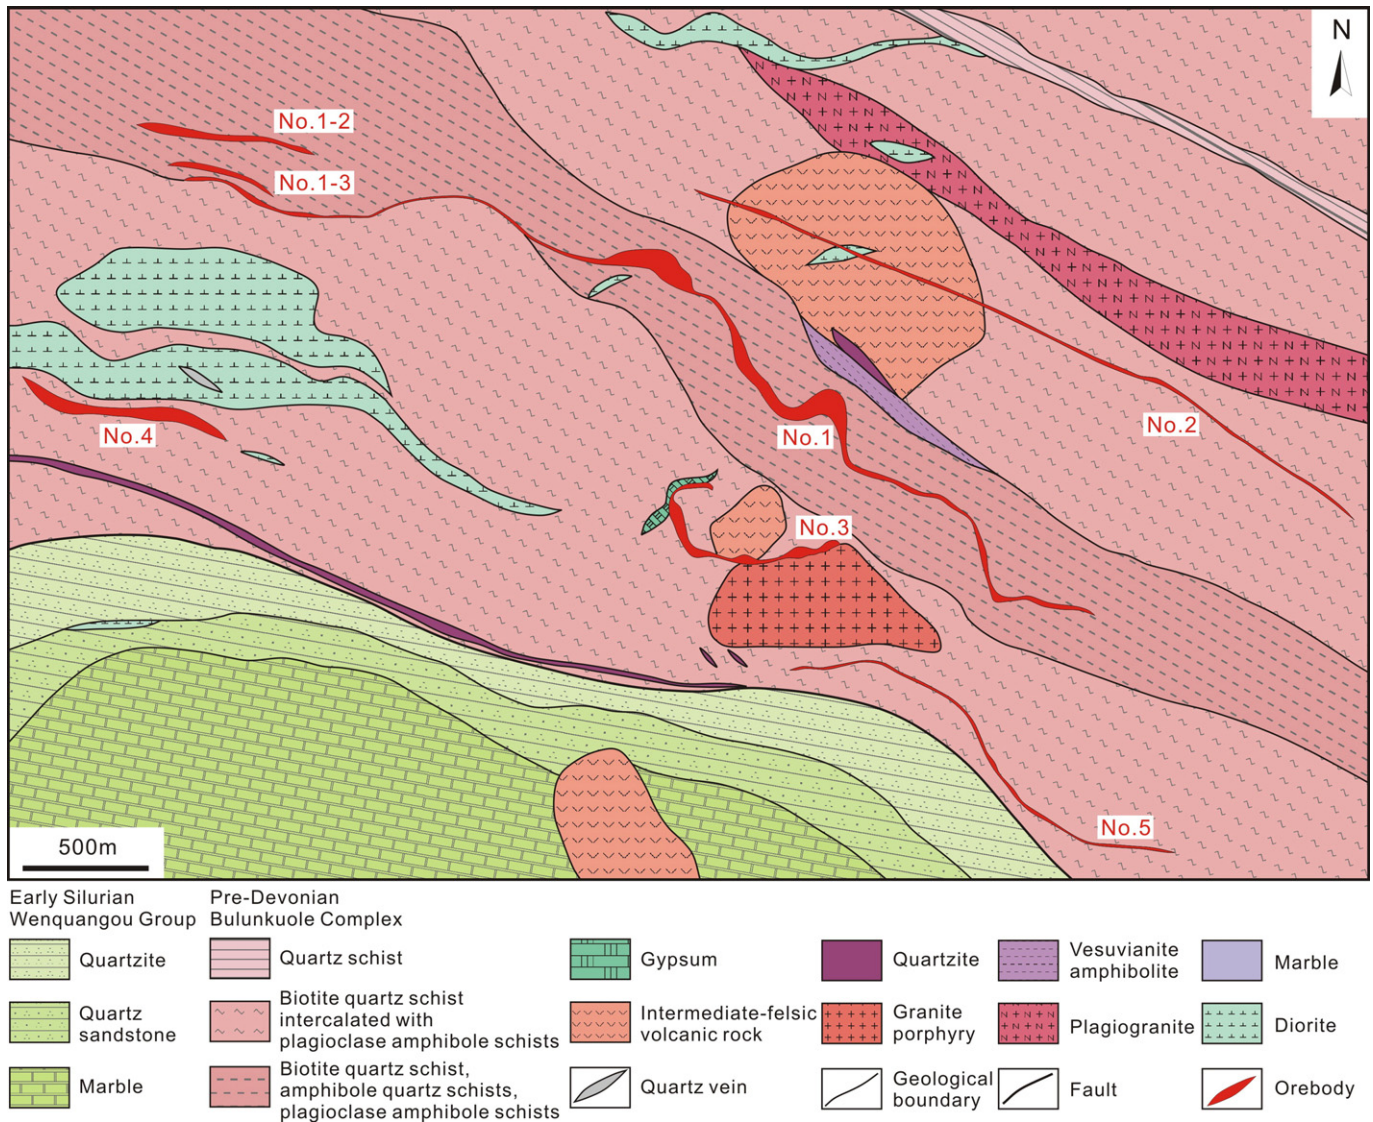 N
No.1-2
No.1-3
No.2
No.4
No.1
No.3
No.5
500m
Early Silurian
Wenquangou Group
Pre-Devonian
Bulunkuole Complex
Quartzite
Quartz schist
Gypsum
Quartzite
Vesuvianite
amphibolite
Marble
Quartz
sandstone
Biotite quartz schist
intercalated with
plagioclase amphibole schists
Intermediate-felsic
volcanic rock
Granite
porphyry
Plagiogranite
Diorite
Marble
Biotite quartz schist,
amphibole quartz schists,
plagioclase amphibole schists
Quartz vein
Geological
boundary
Fault
Orebody